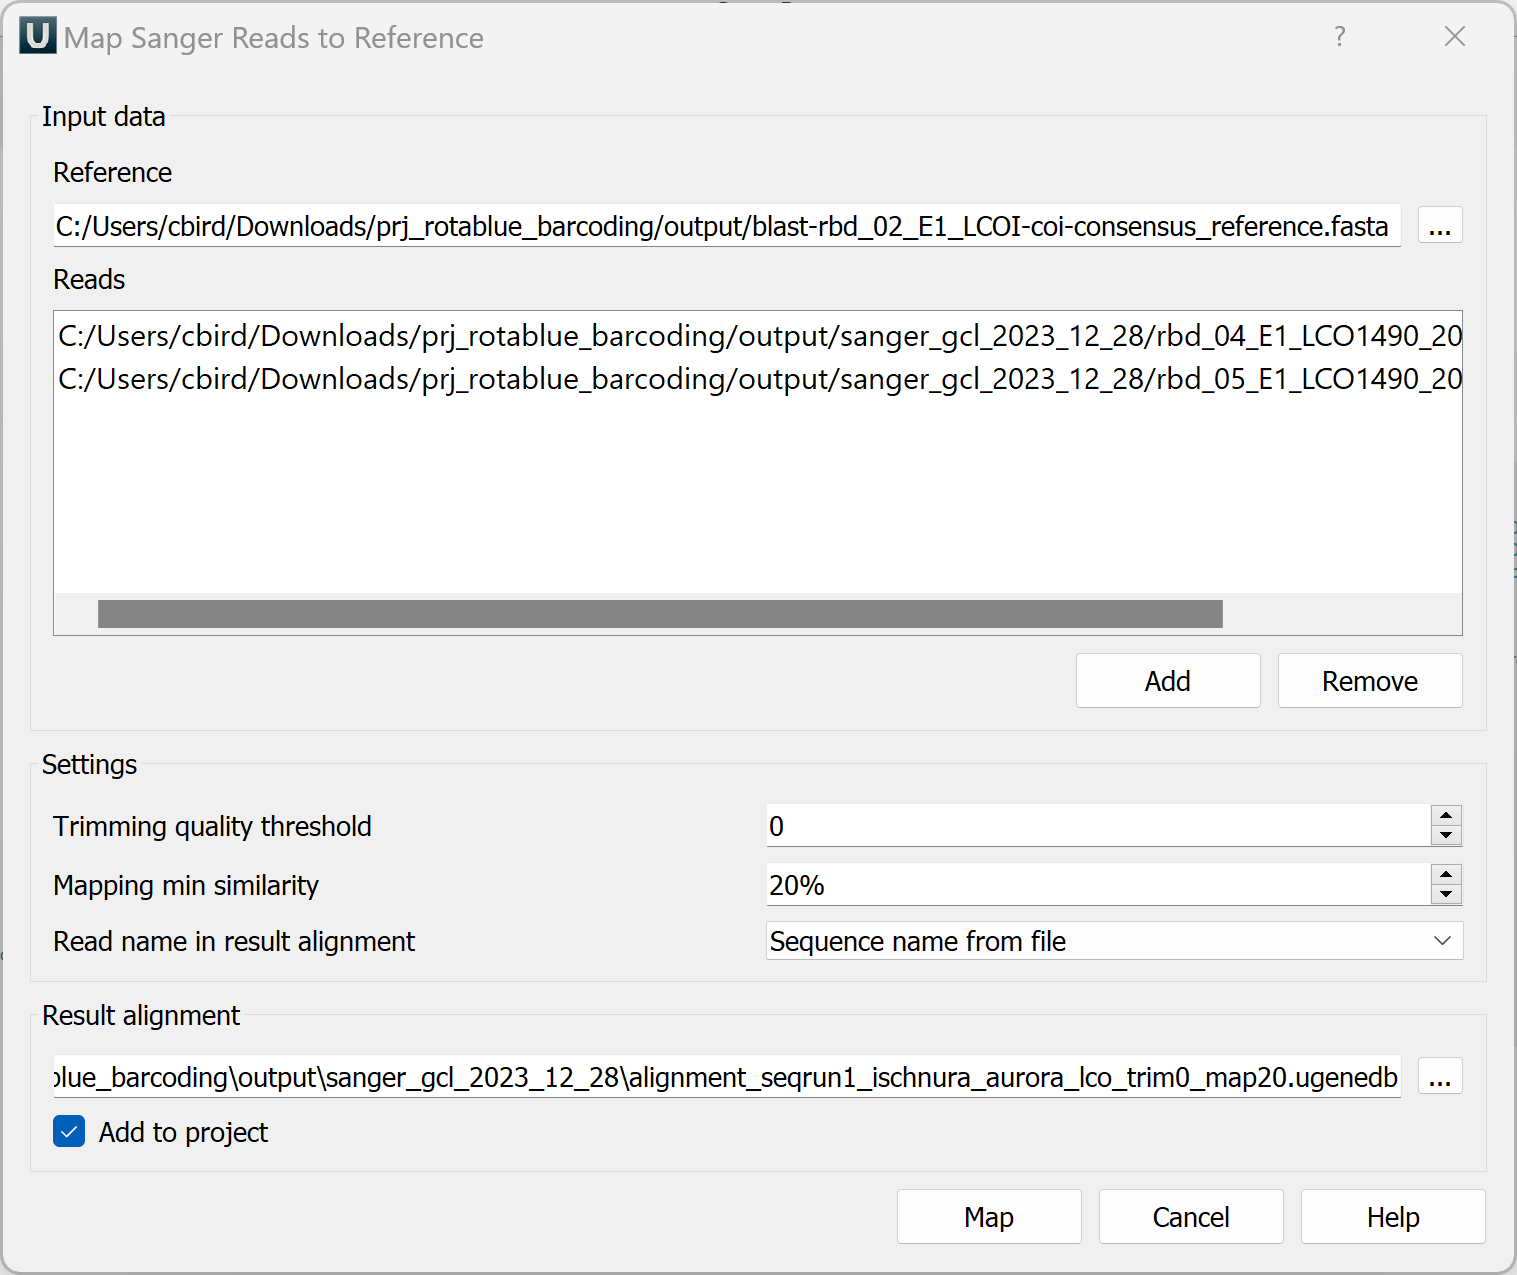 U Map Sanger Reads to Reference ?
Input data
Reference
C:/Users/cbird/Downloads/prj_rotablue_barcoding/output/blast-rbd_02_E1_LCOI-coi-consensus_reference.fasta ...
Reads
C:/Users/cbird/Downloads/prj_rotablue_barcoding/output/sanger_gcl_2023_12_28/rbd_04_E1_LCO1490_20
C:/Users/cbird/Downloads/prj_rotablue_barcoding/output/sanger_gcl_2023_12_28/rbd_05_E1_LCO1490_20
Add Remove
Settings
Trimming quality threshold 0
Mapping min similarity 20%
Read name in result alignment Sequence name from file
Result alignment
blue_barcoding\output\sanger_gcl_2023_12_28\alignment_seqrun1_ischnura_aurora_lco_trim0_map20.ugenedb ...
Add to project
Map Cancel Help